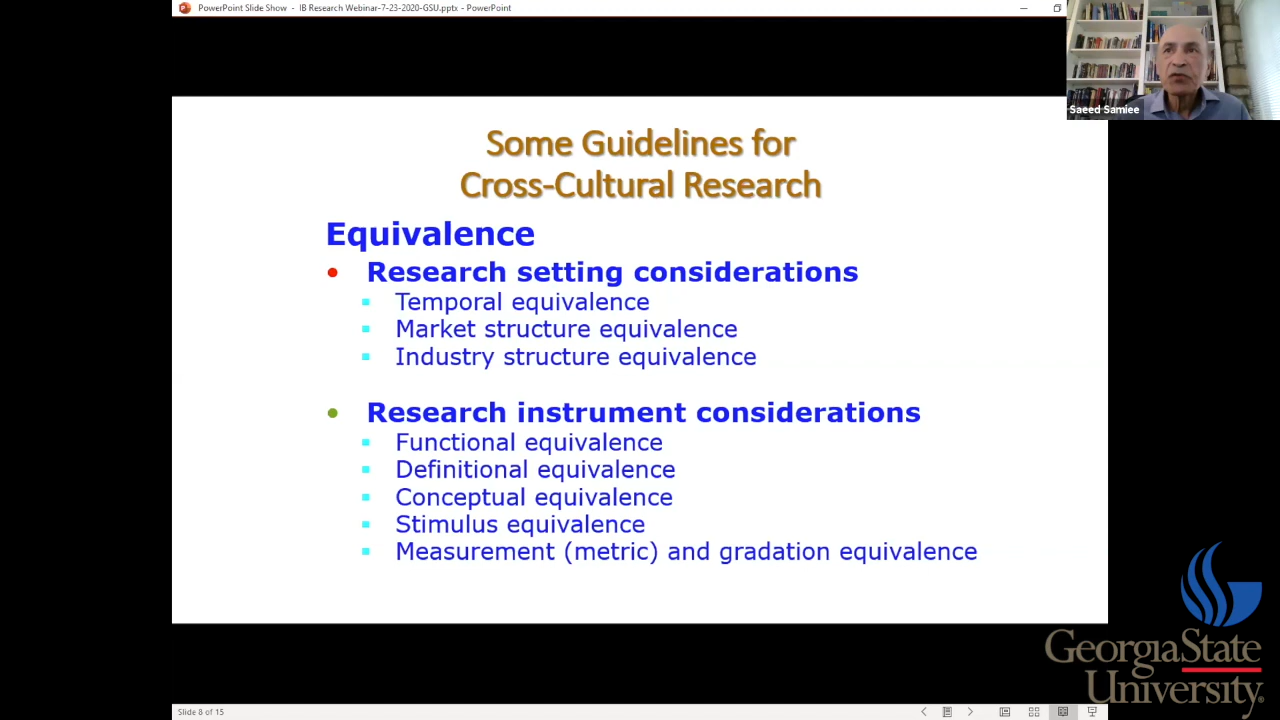 PowerPoint Slide Show - IB Research Webinar-7-23-2020-GSU.pptx - PowerPoint
Saeed Samiee
Some Guidelines for
Cross-Cultural Research
Equivalence
Research setting considerations
Temporal equivalence
Market structure equivalence
Industry structure equivalence
Research instrument considerations
Functional equivalence
Definitional equivalence
Conceptual equivalence
Stimulus equivalence
Measurement (metric) and gradation equivalence
GeorgiaState
University
Slide 8 of 15